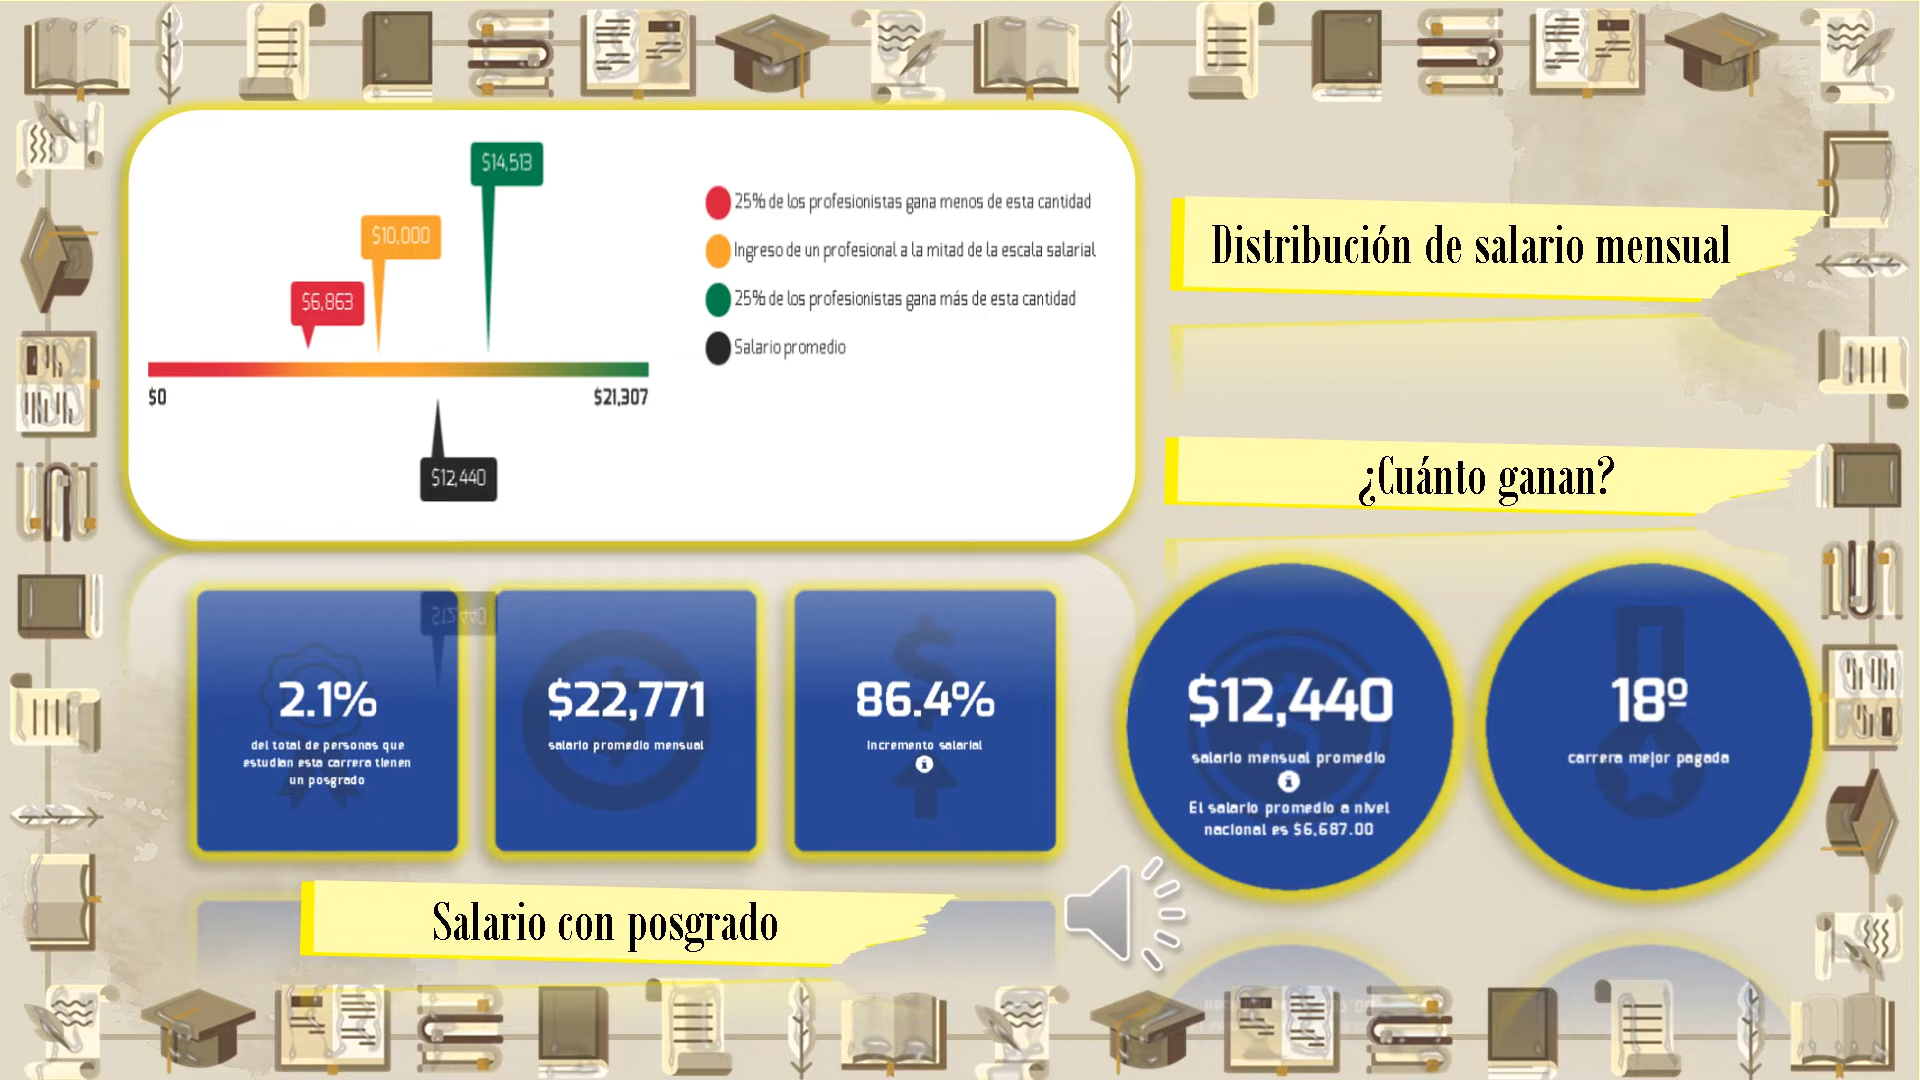 $14,513
$10,000
$6,863
$0
$21,307
$12,440
25% de los profesionistas gana menos de esta cantidad
Ingreso de un profesional a la mitad de la escala salarial
25% de los profesionistas gana más de esta cantidad
Salario promedio
Distribución de salario mensual
¿Cuánto ganan?
2.1%
del total de personas que
estudian esta carrera tienen
un posgrado
$22,771
salario promedio mensual
86.4%
Incremento salarial
$12,440
salario mensual promedio
El salario promedio a nivel
nacional es $6,687.00
18º
carrera mejor pagada
Salario con posgrado